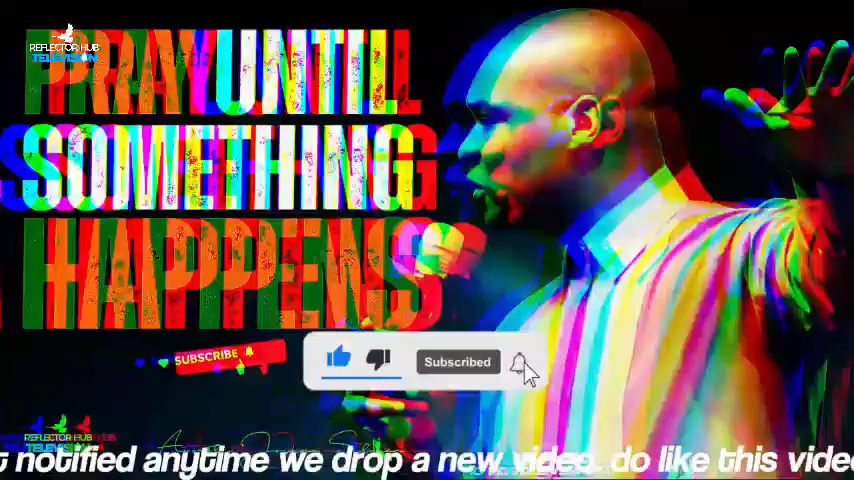 REFLECTOR HUB
TELEVISION
PRAY UNTIL
SOMETHING
HAPPENS
SUBSCRIBE
Subscribed
REFLECTOR HUB
TELEVISION
t notified anytime we drop a new video. do like this video